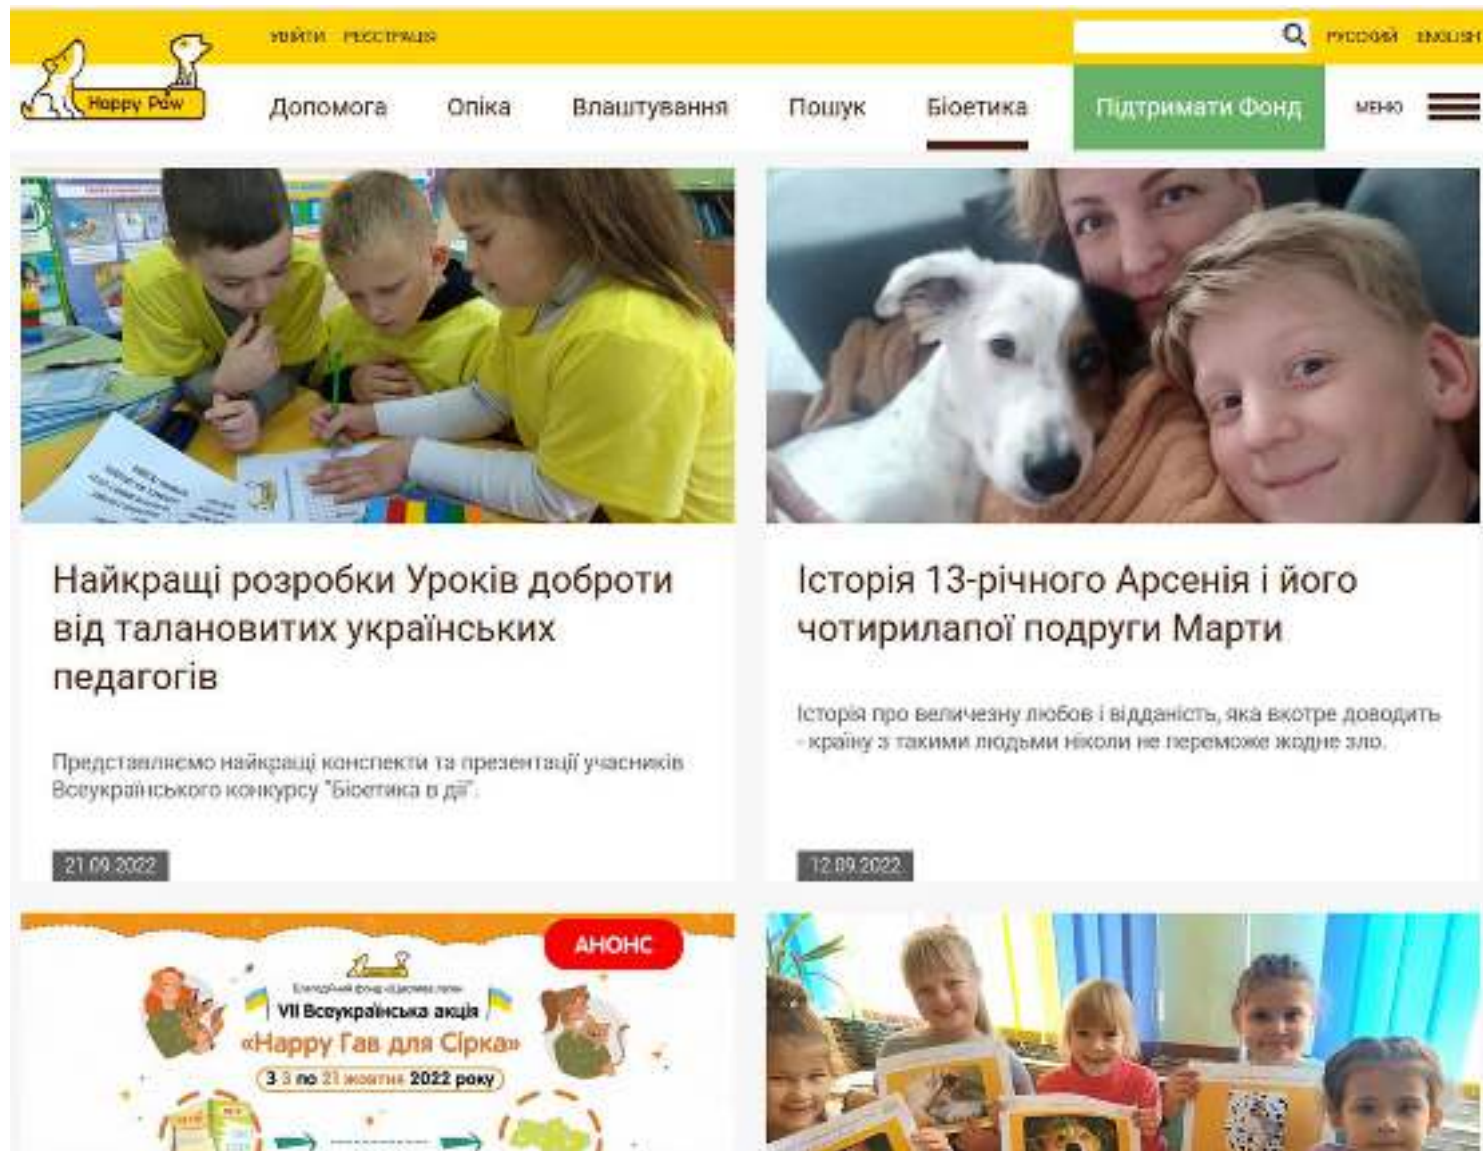 УВІЙТИ РЕЄСТРАЦІЯ
РУССКИЙ ENGLISH
Happy Paw
Допомога Опіка Влаштування Пошук Біоетика Підтримати Фонд МЕНЮ
Найкращі розробки Уроків доброти
від талановитих українських
педагогів
Представляємо найкращі конспекти та презентації учасників
Всеукраїнського конкурсу "Біоетика в дії".
21.09.2022
Історія 13-річного Арсенія і його
чотирилапої подруги Марти
Історія про величезну любов і відданість, яка вкотре доводить
- країну з такими людьми ніколи не переможе жодне зло.
12.09.2022
АНОНС
Благодійний фонд «Щаслива лапа»
VII Всеукраїнська акція
«Happy Гав для Сірка»
З 3 по 21 жовтня 2022 року